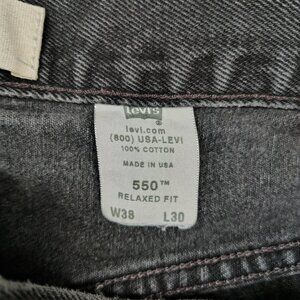 Levi's
®
levi.com
(800) USA-LEVI
100% COTTON
MADE IN USA
550™
RELAXED FIT
W38 L30